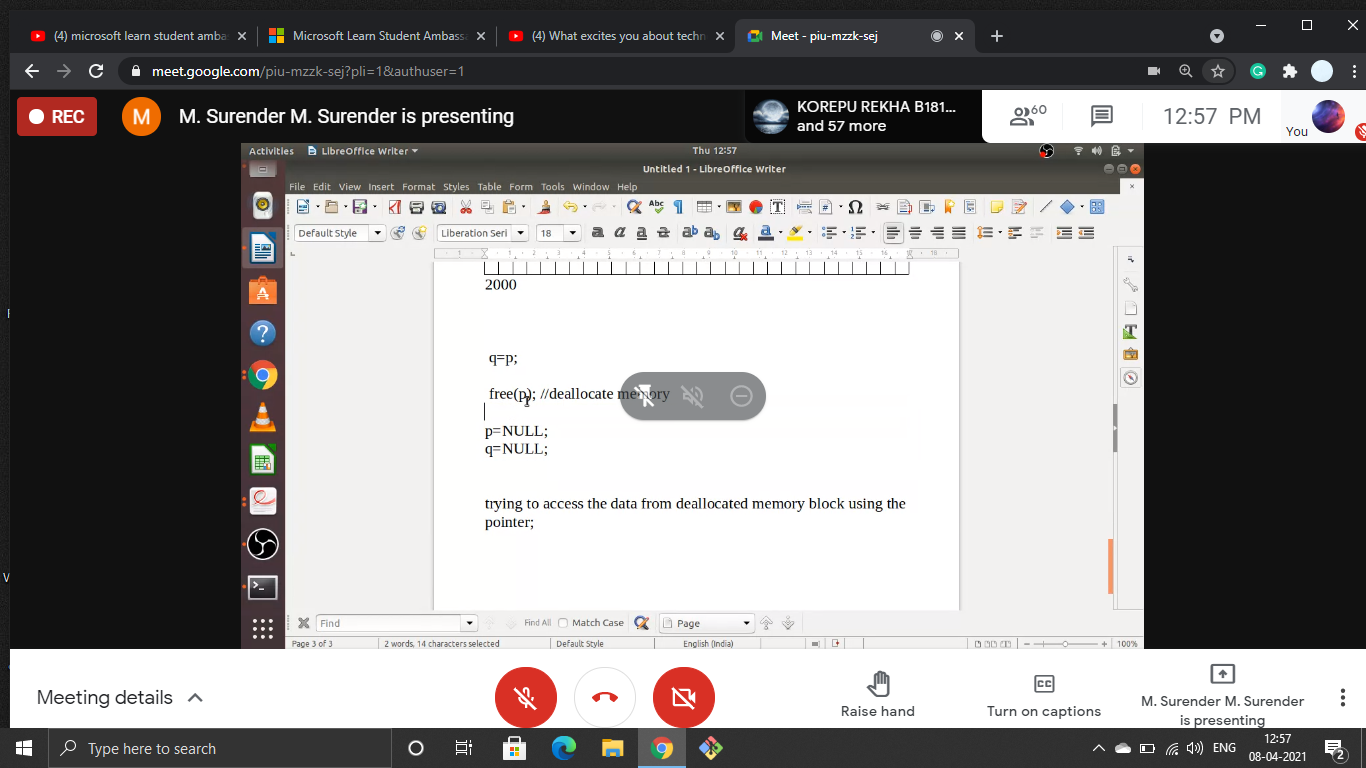 (4) microsoft learn student amba
Microsoft Learn Student Ambass
(4) What excites you about techn
Meet - piu-mzzk-sej
meet.google.com/piu-mzzk-sej?pli=1&authuser=1
REC
M
M. Surender M. Surender is presenting
KOREPU REKHA B181...
and 57 more
60
12:57 PM
You
Activities
LibreOffice Writer
Thu 12:57
Untitled 1 - LibreOffice Writer
File Edit View Insert Format Styles Table Form Tools Window Help
Default Style
Liberation Seri
18
2000
q=p;
free(p); //deallocate memory
p=NULL;
q=NULL;
trying to access the data from deallocated memory block using the
pointer;
Find
Find All
Match Case
Page
Page 3 of 3
2 words, 14 characters selected
Default Style
English (India)
100%
Meeting details
Raise hand
Turn on captions
M. Surender M. Surender
is presenting
Type here to search
ENG
12:57
08-04-2021
2